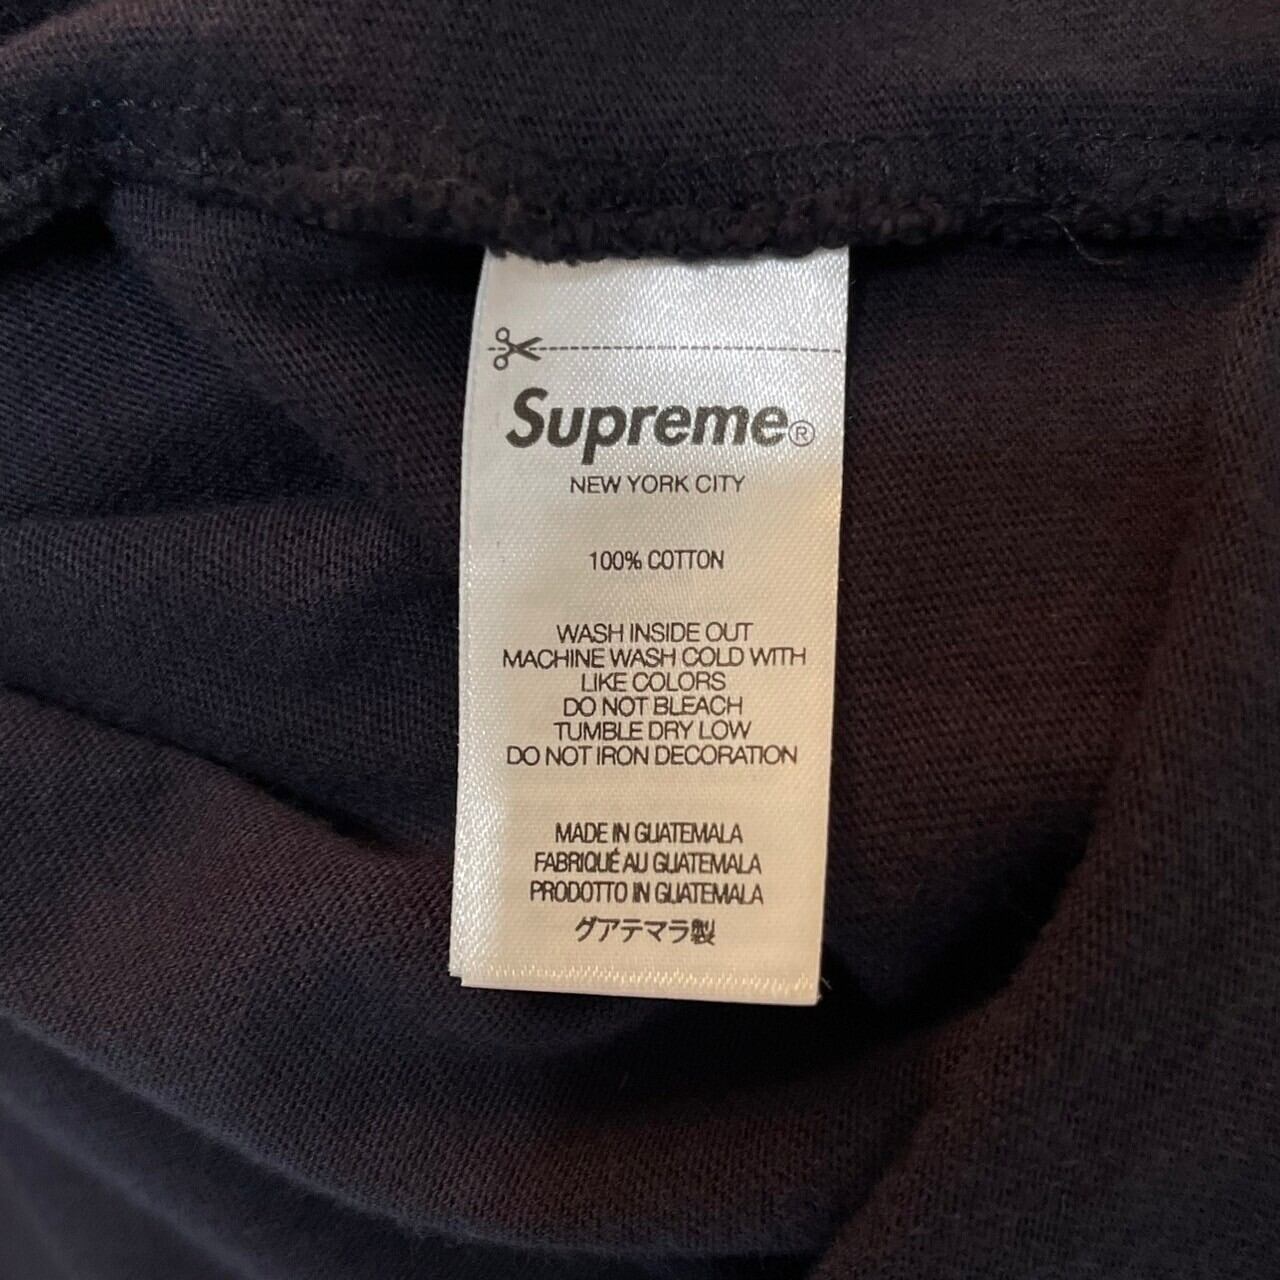 Supreme®
NEW YORK CITY
100% COTTON
WASH INSIDE OUT
MACHINE WASH COLD WITH
LIKE COLORS
DO NOT BLEACH
TUMBLE DRY LOW
DO NOT IRON DECORATION
MADE IN GUATEMALA
FABRIQUÉ AU GUATEMALA
PRODOTTO IN GUATEMALA
グアテマラ製